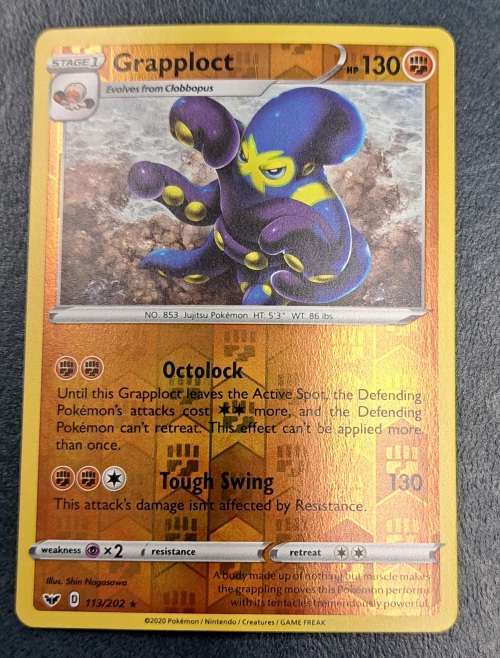 STAGE 1
Grapploct
HP 130
Evolves from Clobbopus
NO. 853 Jujitsu Pokémon HT: 5'3" WT: 86 lbs
Octolock
Until this Grapploct leaves the Active Spot, the Defending
Pokémon's attacks cost ✶✶ more, and the Defending
Pokémon can't retreat. This effect can't be applied more
than once.
Tough Swing 130
This attack's damage isn't affected by Resistance.
weakness ×2 resistance retreat
Illus. Shin Nagasawa
A body made up of nothing but muscle makes
the grappling moves this Pokémon performs
with its tentacles tremendously powerful.
D 113/202 ★
©2020 Pokémon / Nintendo / Creatures / GAME FREAK